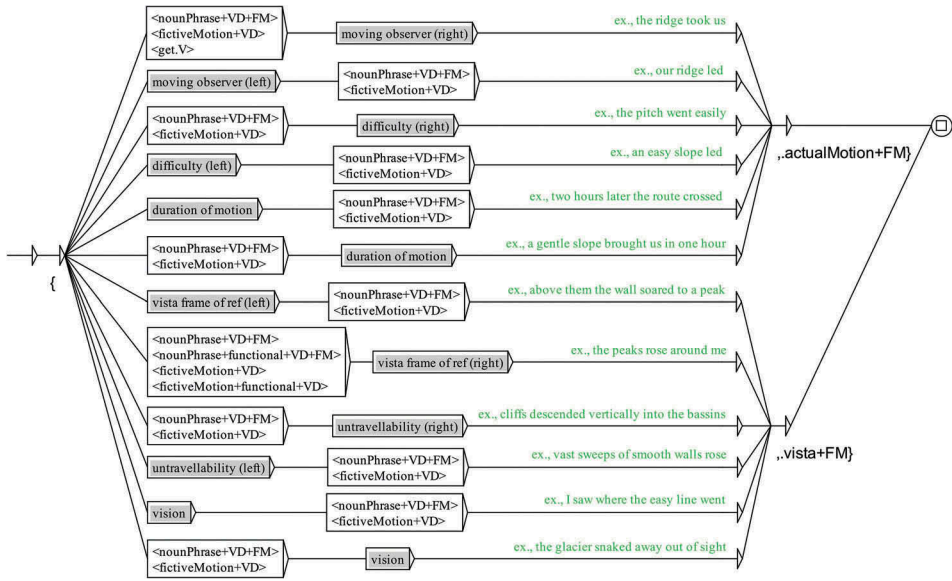 <nounPhrase+VD+FM>
<fictiveMotion+VD>
<get.V>
moving observer (right)
ex., the ridge took us
moving observer (left)
<nounPhrase+VD+FM>
<fictiveMotion+VD>
ex., our ridge led
<nounPhrase+VD+FM>
<fictiveMotion+VD>
difficulty (right)
ex., the pitch went easily
difficulty (left)
<nounPhrase+VD+FM>
<fictiveMotion+VD>
ex., an easy slope led
duration of motion
<nounPhrase+VD+FM>
<fictiveMotion+VD>
ex., two hours later the route crossed
<nounPhrase+VD+FM>
<fictiveMotion+VD>
duration of motion
ex., a gentle slope brought us in one hour
,.actualMotion+FM}
{
vista frame of ref (left)
<nounPhrase+VD+FM>
<fictiveMotion+VD>
ex., above them the wall soared to a peak
<nounPhrase+VD+FM>
<nounPhrase+functional+VD+FM>
<fictiveMotion+VD>
<fictiveMotion+functional+VD>
vista frame of ref (right)
ex., the peaks rose around me
<nounPhrase+VD+FM>
<fictiveMotion+VD>
untravellability (right)
ex., cliffs descended vertically into the bassins
untravellability (left)
<nounPhrase+VD+FM>
<fictiveMotion+VD>
ex., vast sweeps of smooth walls rose
vision
<nounPhrase+VD+FM>
<fictiveMotion+VD>
ex., I saw where the easy line went
<nounPhrase+VD+FM>
<fictiveMotion+VD>
vision
ex., the glacier snaked away out of sight
,.vista+FM}